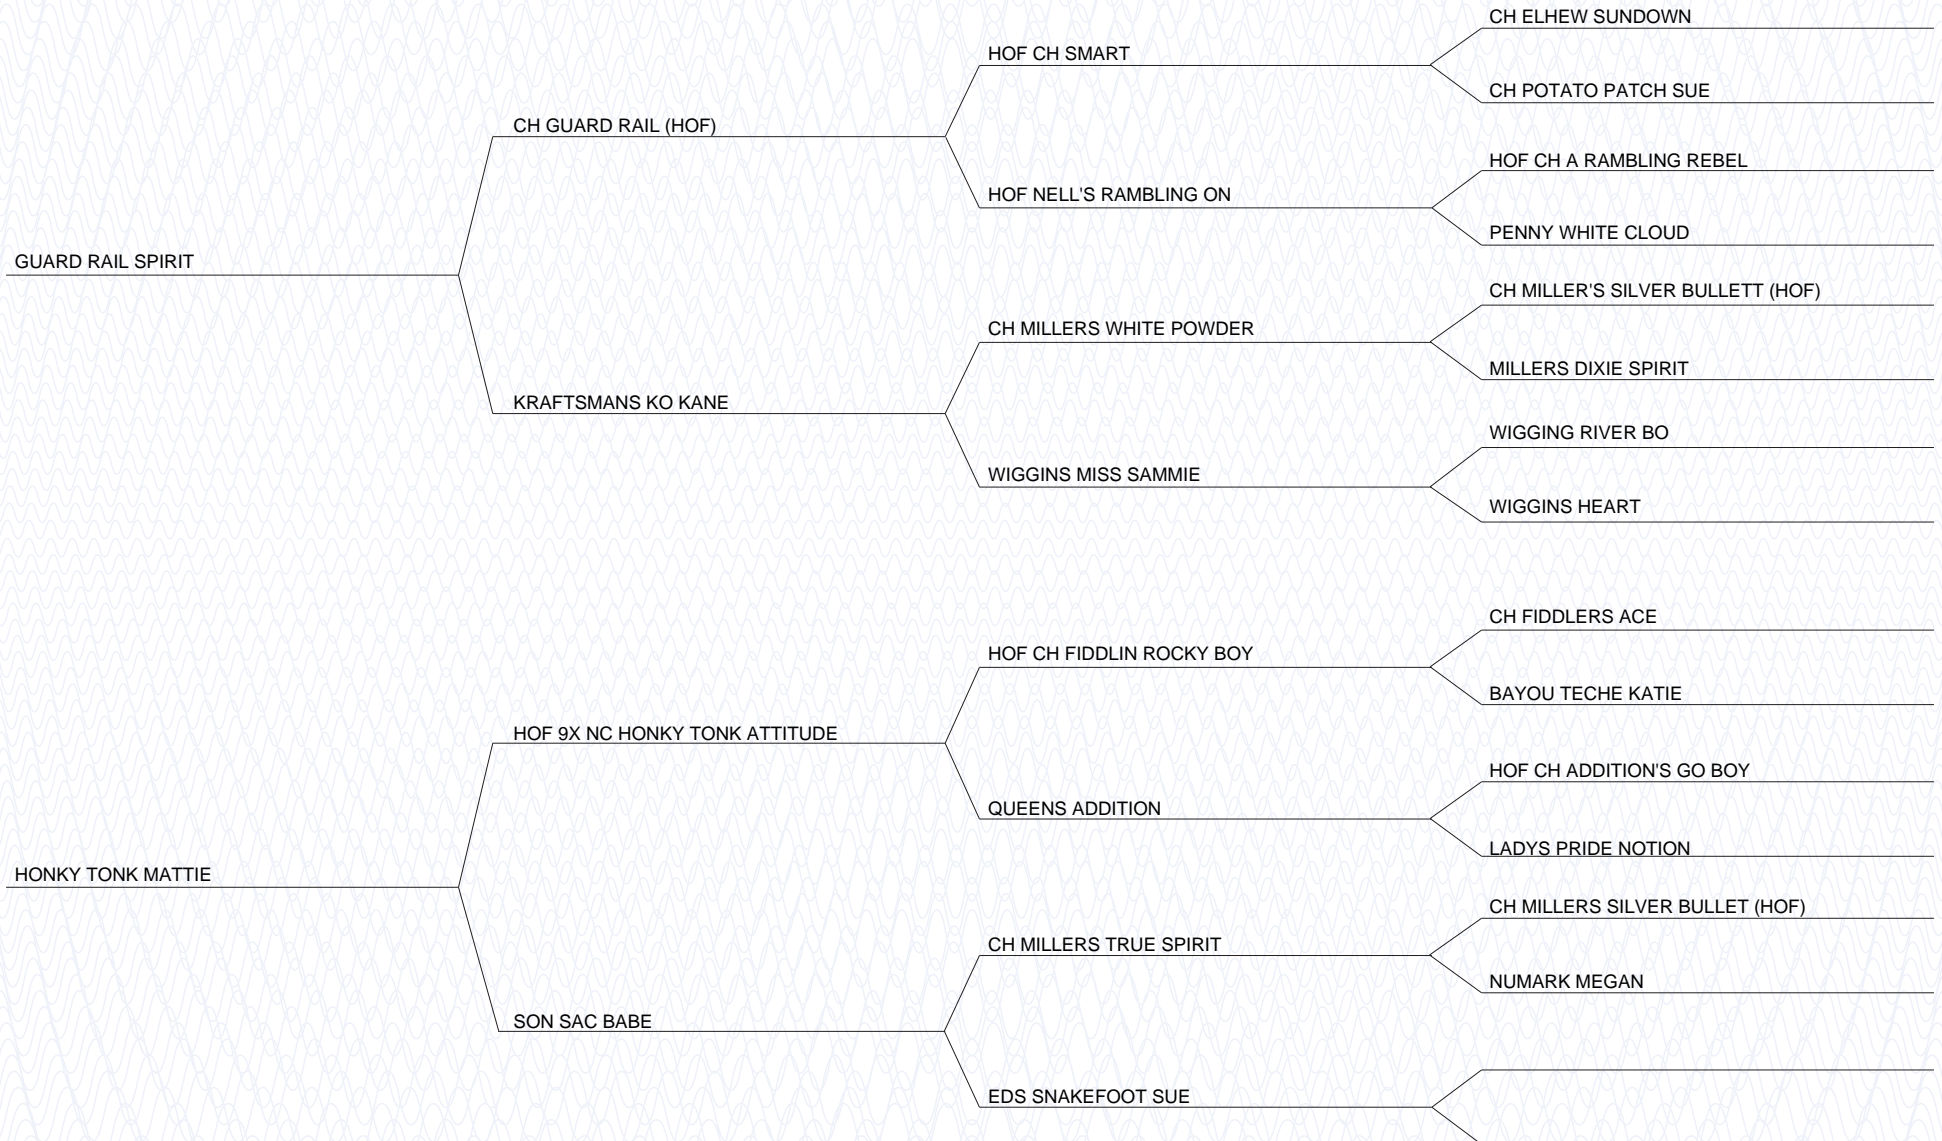 CH ELHEW SUNDOWN
HOF CH SMART
CH POTATO PATCH SUE
CH GUARD RAIL (HOF)
HOF CH A RAMBLING REBEL
HOF NELL'S RAMBLING ON
PENNY WHITE CLOUD
GUARD RAIL SPIRIT
CH MILLER'S SILVER BULLETT (HOF)
CH MILLERS WHITE POWDER
MILLERS DIXIE SPIRIT
KRAFTSMANS KO KANE
WIGGING RIVER BO
WIGGINS MISS SAMMIE
WIGGINS HEART
CH FIDDLERS ACE
HOF CH FIDDLIN ROCKY BOY
BAYOU TECHE KATIE
HOF 9X NC HONKY TONK ATTITUDE
HOF CH ADDITION'S GO BOY
QUEENS ADDITION
LADYS PRIDE NOTION
HONKY TONK MATTIE
CH MILLERS SILVER BULLET (HOF)
CH MILLERS TRUE SPIRIT
NUMARK MEGAN
SON SAC BABE
EDS SNAKEFOOT SUE